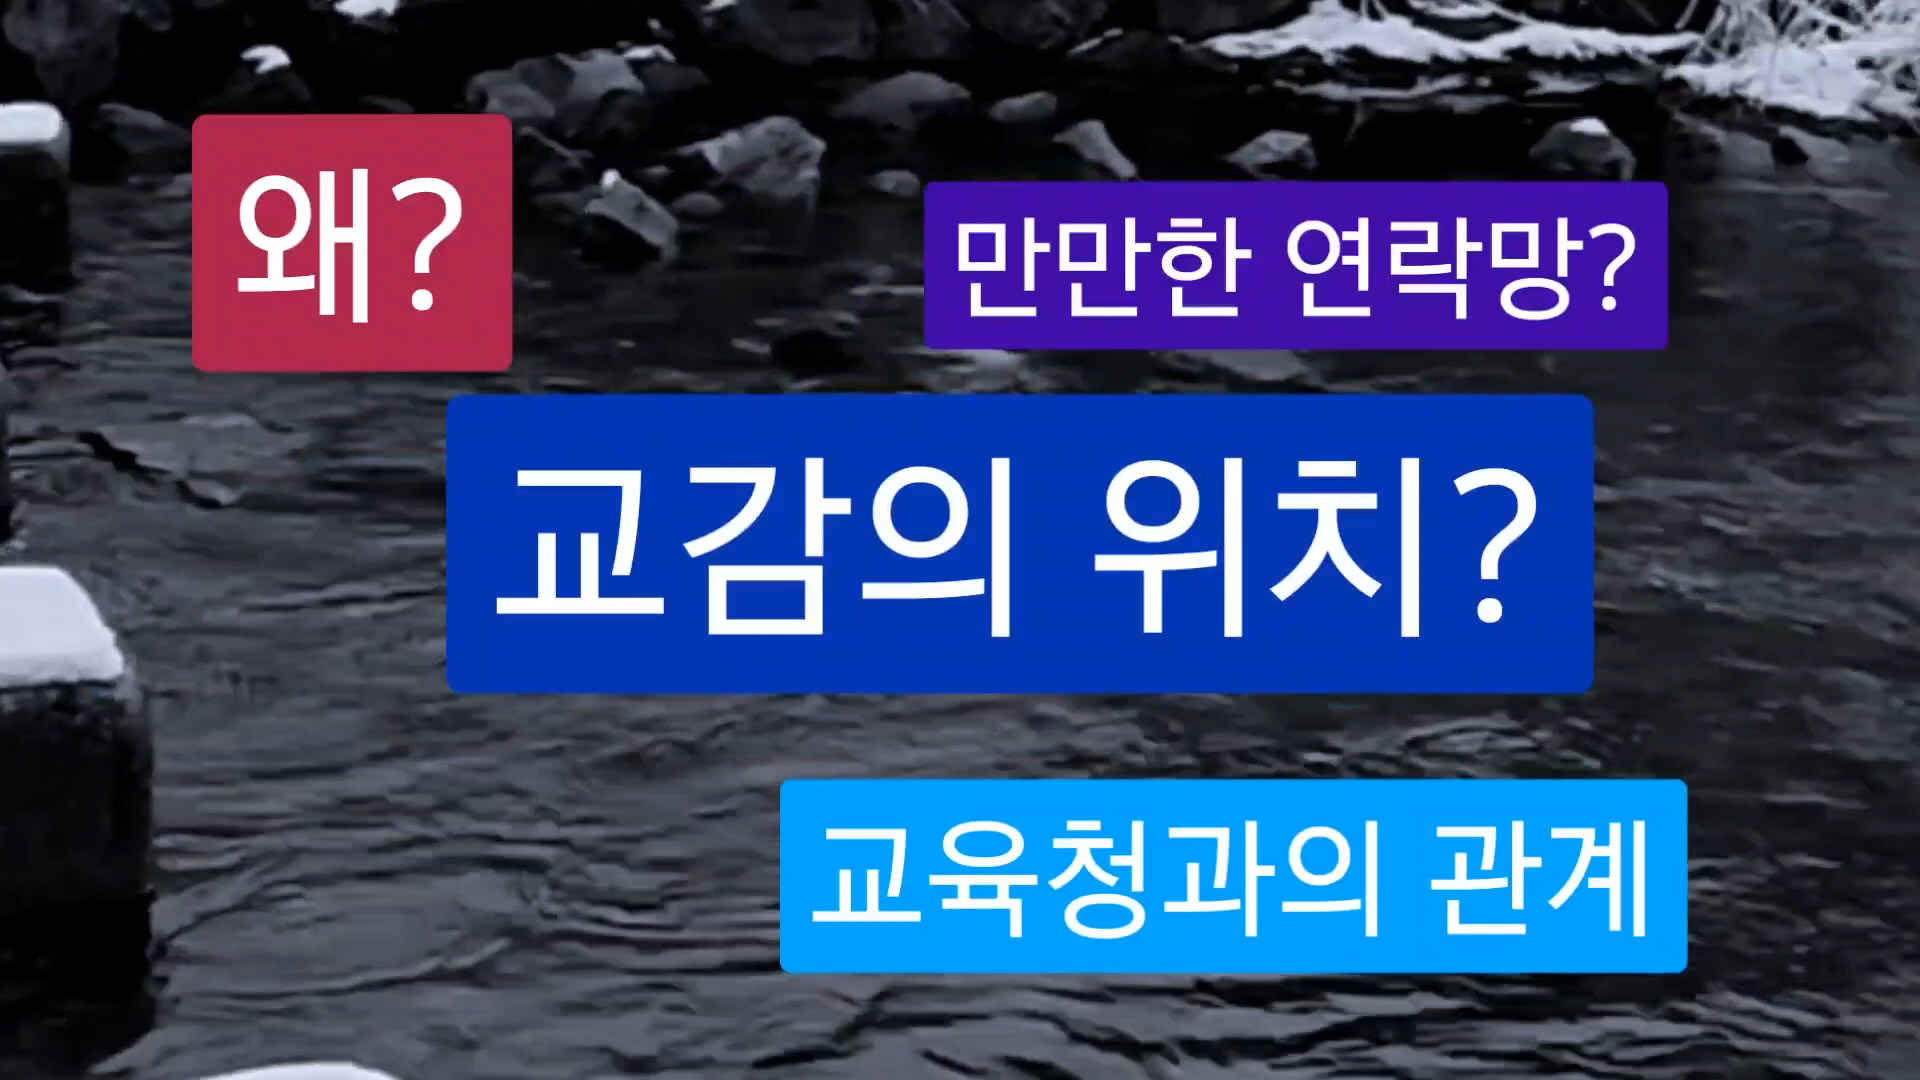 왜?
만만한 연락망?
교감의 위치?
교육청과의 관계